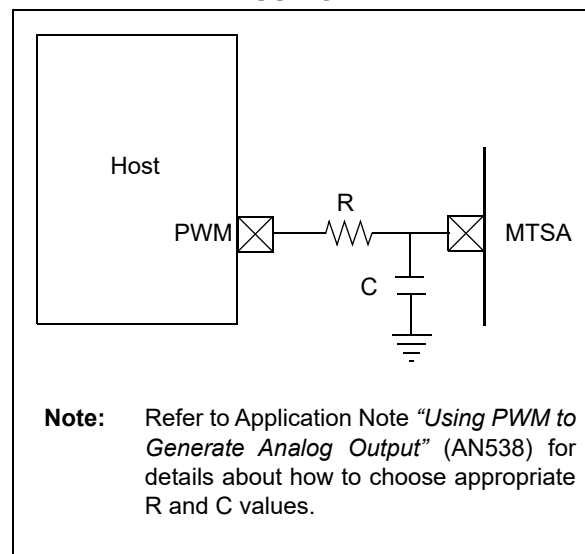 Host
R
PWM
MTSA
C
Note: Refer to Application Note “Using PWM to
Generate Analog Output” (AN538) for
details about how to choose appropriate
R and C values.